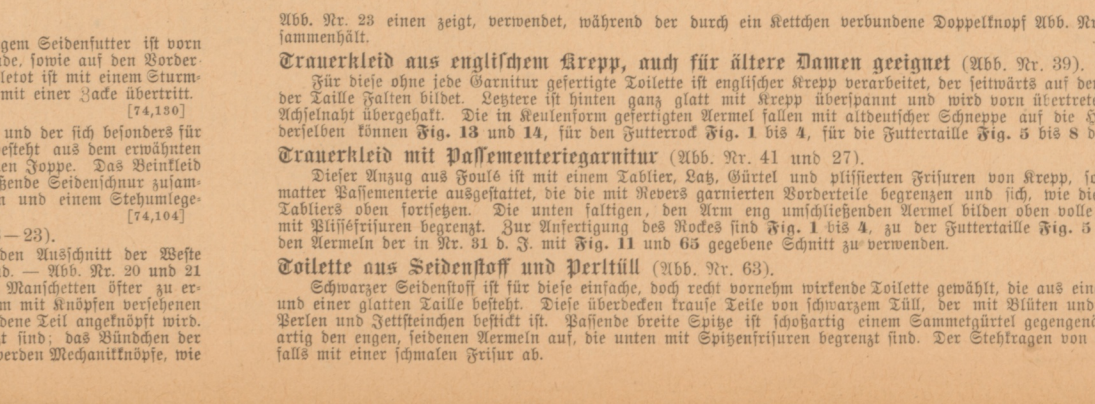 gem Seidenfutter ist vorn
de, sowie auf den Vorder
letot ist mit einem Sturm-
mit einer Zacke übertritt.
[74,130]
und der sich besonders für
esteht aus dem erwähnten
en Joppe. Das Beinkleid
ßende Seidenschnur zusam-
n und einem Stehumlege-
[74,104]
—23).
den Ausschnitt der Weste
d. — Abb. Nr. 20 und 21
Manschetten öfter zu er-
m mit Knöpfen versehenen
dene Teil angeknöpft wird.
t sind; das Bündchen der
werden Mechanikknöpfe, wie
Abb. Nr. 23 einen zeigt, verwendet, während der durch ein Kettchen verbundene Doppelknopf Abb. Nr
sammenhält.
Trauerkleid aus englischem Krepp, auch für ältere Damen geeignet (Abb. Nr. 39).
Für diese ohne jede Garnitur gefertigte Toilette ist englischer Krepp verarbeitet, der seitwärts auf de
der Taille Falten bildet. Letztere ist hinten ganz glatt mit Krepp überspannt und wird vorn übertrete
Achselnaht übergehakt. Die in Keulenform gefertigten Aermel fallen mit altdeutscher Schneppe auf die H
derselben können Fig. 13 und 14, für den Futterrock Fig. 1 bis 4, für die Futtertaille Fig. 5 bis 8 d
Trauerkleid mit Passementeriegarnitur (Abb. Nr. 41 und 27).
Dieser Anzug aus Foulé ist mit einem Tablier, Latz, Gürtel und plissierten Frisuren von Krepp, so
matter Passementerie ausgestattet, die die mit Revers garnierten Vorderteile begrenzen und sich, wie die
Tabliers oben fortsetzen. Die unten faltigen, den Arm eng umschließenden Aermel bilden oben volle
mit Plisséfrisuren begrenzt. Zur Anfertigung des Rockes sind Fig. 1 bis 4, zu der Futtertaille Fig. 5
den Aermeln der in Nr. 31 d. J. mit Fig. 11 und 65 gegebene Schnitt zu verwenden.
Toilette aus Seidenstoff und Perltüll (Abb. Nr. 63).
Schwarzer Seidenstoff ist für diese einfache, doch recht vornehm wirkende Toilette gewählt, die aus ein
und einer glatten Taille besteht. Diese überdecken krause Teile von schwarzem Tüll, der mit Blüten und
Perlen und Jettsteinchen bestickt ist. Passende breite Spitze ist schoßartig einem Sammetgürtel gegengen
artig den engen, seidenen Aermeln auf, die unten mit Spitzenfrisuren begrenzt sind. Der Stehkragen von
falls mit einer schmalen Frisur ab.